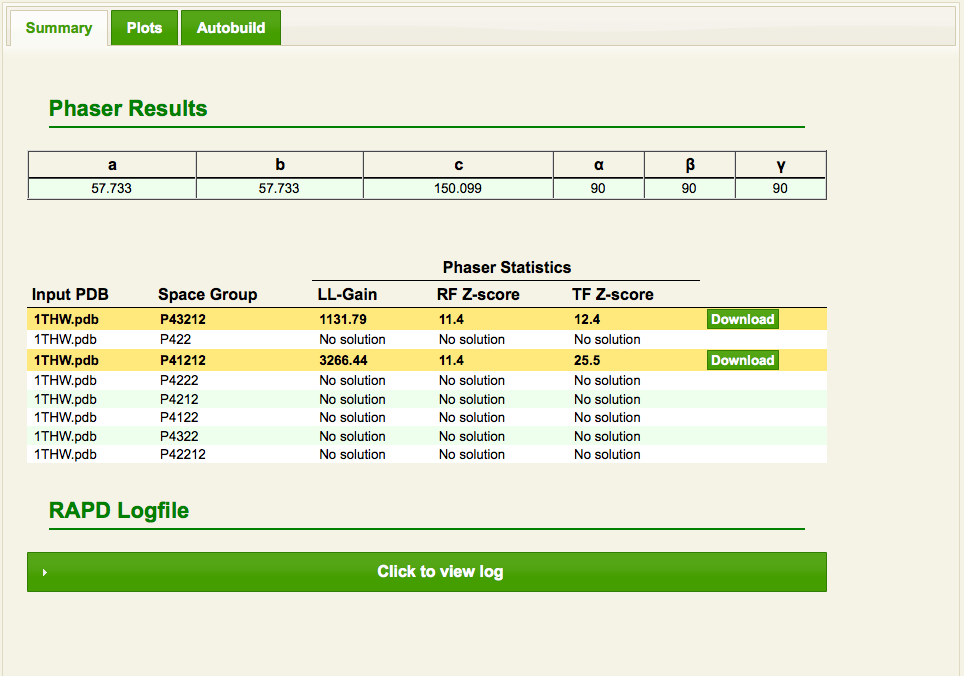 Summary Plots Autobuild
Phaser Results
a b c α β γ
57.733 57.733 150.099 90 90 90
Phaser Statistics
Input PDB Space Group LL-Gain RF Z-score TF Z-score
1THW.pdb P43212 1131.79 11.4 12.4 Download
1THW.pdb P422 No solution No solution No solution
1THW.pdb P41212 3266.44 11.4 25.5 Download
1THW.pdb P4222 No solution No solution No solution
1THW.pdb P4212 No solution No solution No solution
1THW.pdb P4122 No solution No solution No solution
1THW.pdb P4322 No solution No solution No solution
1THW.pdb P42212 No solution No solution No solution
RAPD Logfile
Click to view log